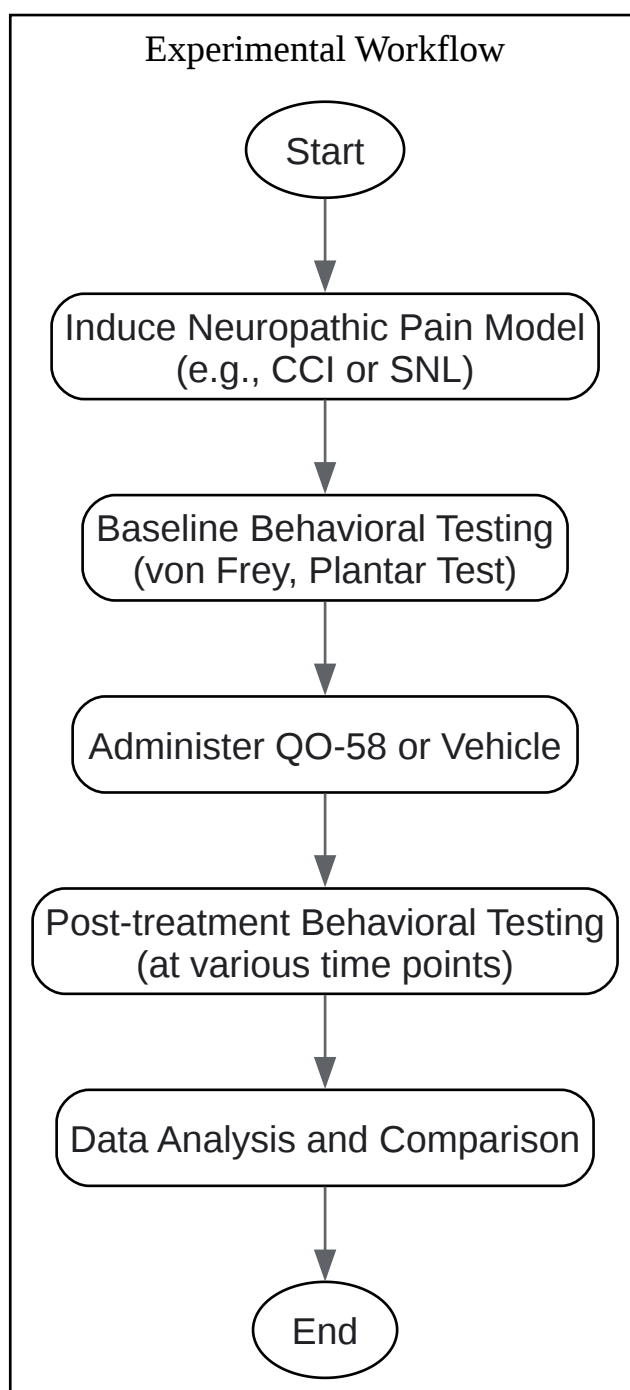 Experimental Workflow
Start
Induce Neuropathic Pain Model
(e.g., CCI or SNL)
Baseline Behavioral Testing
(von Frey, Plantar Test)
Administer QO-58 or Vehicle
Post-treatment Behavioral Testing
(at various time points)
Data Analysis and Comparison
End